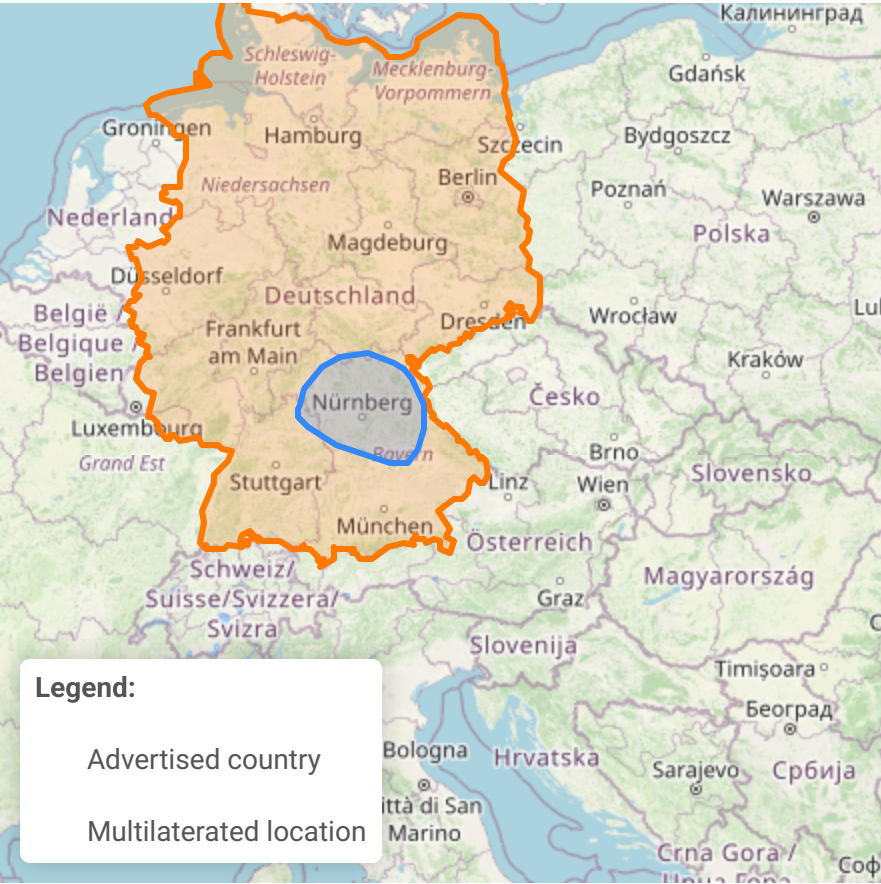 Калининград
Schleswig-
Holstein
Mecklenburg-
Vorpommern
Gdańsk
Groningen
Hamburg
Szczecin
Bydgoszcz
Niedersachsen
Berlin
Poznań
Warszawa
Nederland
Magdeburg
Polska
Düsseldorf
Deutschland
België /
Belgique /
Belgien
Frankfurt
am Main
Dresden
Wrocław
Kraków
Nürnberg
Česko
Luxembourg
Bayern
Brno
Grand Est
Stuttgart
Linz
Wien
Slovensko
München
Österreich
Schweiz/
Suisse/Svizzera/
Svizra
Graz
Magyarország
Slovenija
Timișoara
Београд
Legend:
Advertised country
Multilaterated location
Bologna
Hrvatska
Sarajevo
Србија
ittà di San
Marino
Crna Gora /